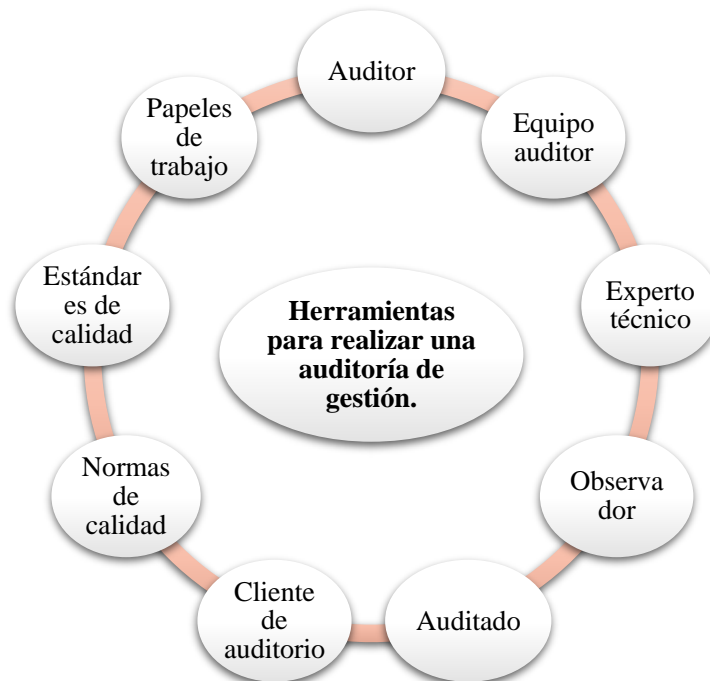 Auditor
Equipo
auditor
Experto
técnico
Observa
dor
Auditado
Cliente
de
auditorio
Normas
de
calidad
Estándar
es de
calidad
Papeles
de
trabajo
Herramientas
para realizar una
auditoría de
gestión.